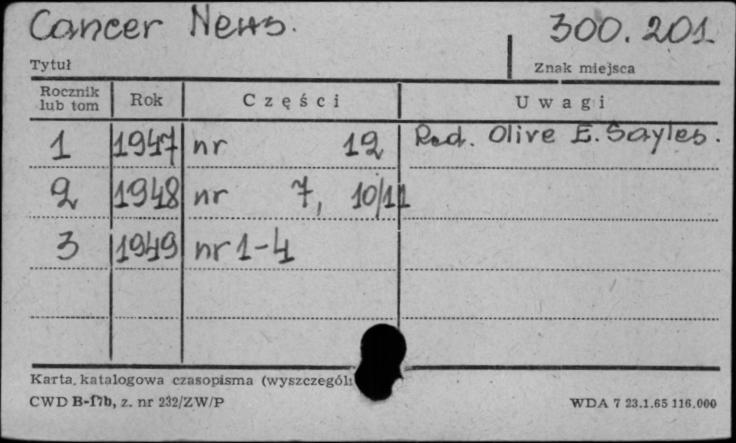 Cancer News. 300.201
Tytuł Znak miejsca
Rocznik lub tom Rok Części Uwagi
1 1947 nr 12 Red. Olive E. Sayles.
2 1948 nr 7, 10/11
3 1949 nr 1-4
Karta katalogowa czasopisma
CWD z. nr 232/ZW/P WDA 7 23.1.65 116.000